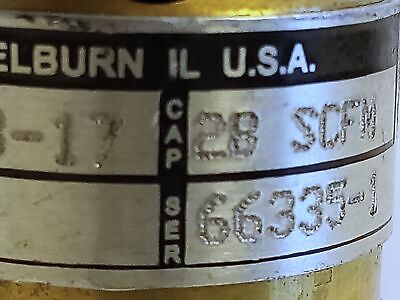 ELBURN IL U.S.A.
-17 CAP 28 SCFM
SER 66335-1